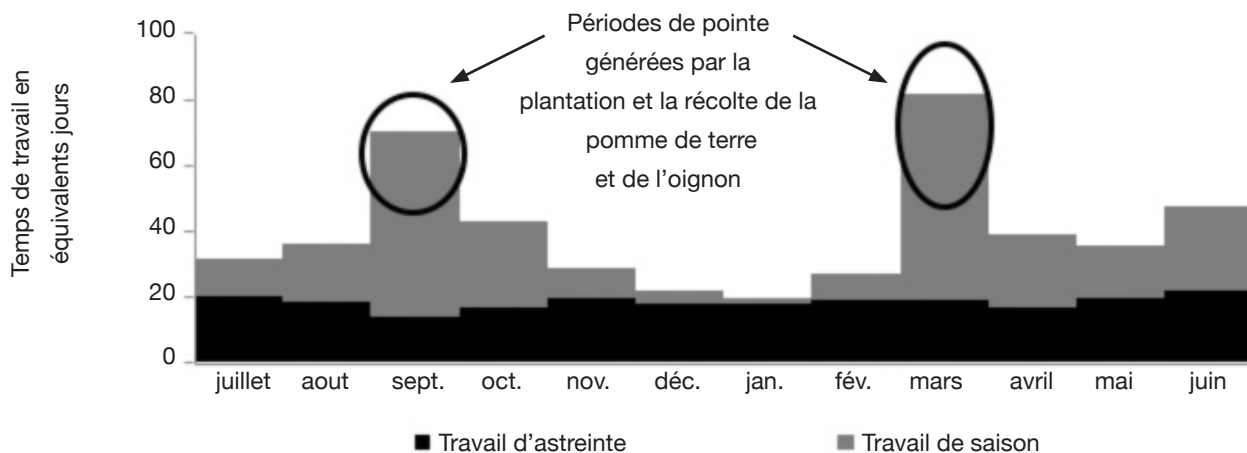 Périodes de pointe
générées par la
plantation et la récolte de la
pomme de terre
et de l'oignon
Temps de travail en
équivalents jours
100
80
60
40
20
0
juillet aout sept. oct. nov. déc. jan. fév. mars avril mai juin
Travail d'astreinte Travail de saison